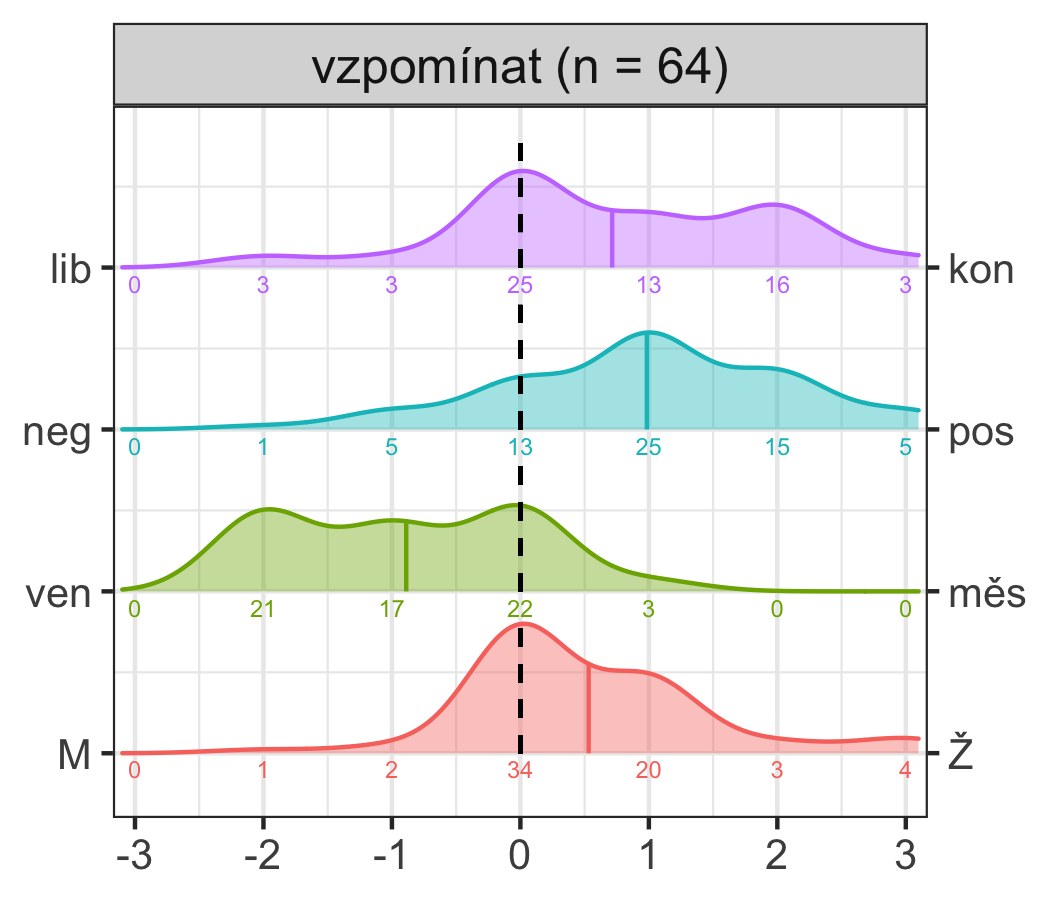 vzpomínat (n = 64)
lib kon
0 3 3 25 13 16 3
neg pos
0 1 5 13 25 15 5
ven měs
0 21 17 22 3 0 0
M Ž
0 1 2 34 20 3 4
-3 -2 -1 0 1 2 3